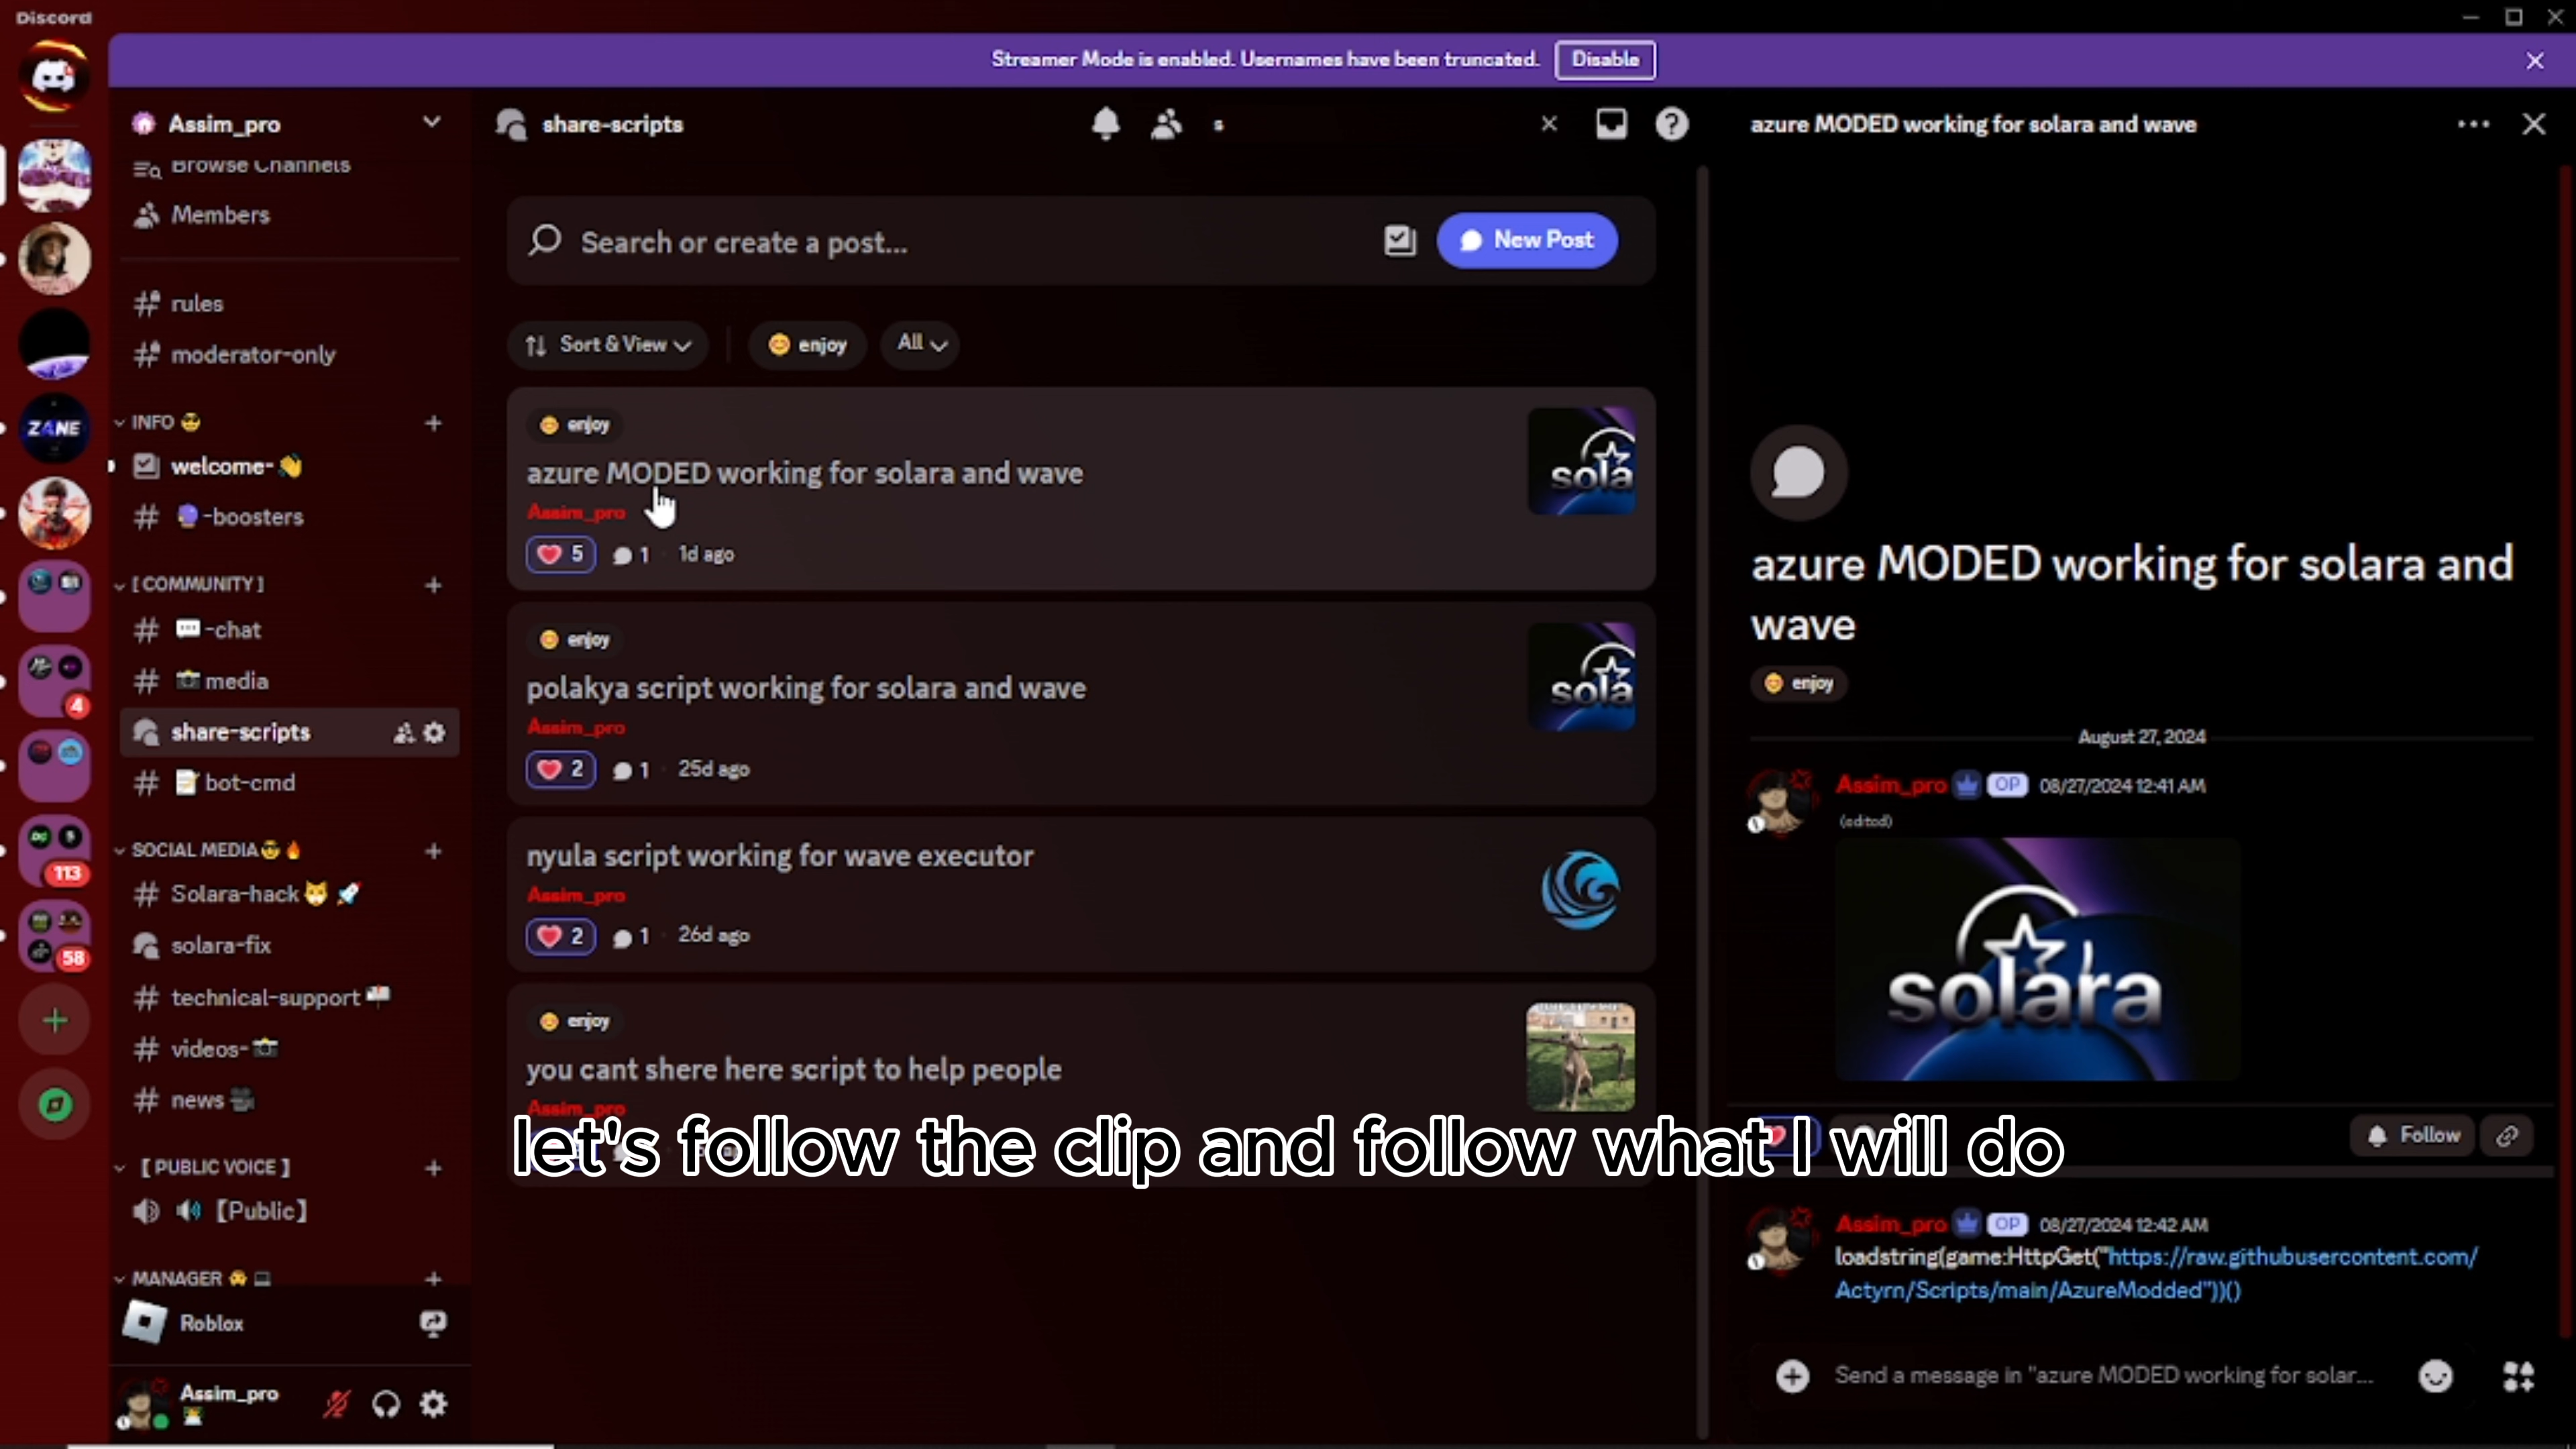 Discord
Streamer Mode is enabled. Usernames have been truncated. Disable
Assim_pro
Browse Channels
Members
rules
moderator-only
INFO 😎
welcome-👋
🔮-boosters
[ COMMUNITY ]
💬-chat
📸 media
share-scripts
📝 bot-cmd
SOCIAL MEDIA😎🔥
Solara-hack 😼 🚀
solara-fix
technical-support 📬
videos-📸
news 🎥
[ PUBLIC VOICE ]
🔊 【Public】
MANAGER
Roblox
Assim_pro
ZANE
4
113
58
share-scripts
s
Search or create a post...
New Post
Sort & View
😊 enjoy
All
😊 enjoy
azure MODED working for solara and wave
Assim_pro
❤️ 5 1 1d ago
sola
😊 enjoy
polakya script working for solara and wave
Assim_pro
❤️ 2 1 25d ago
sola
nyula script working for wave executor
Assim_pro
❤️ 2 1 26d ago
😊 enjoy
you cant shere here script to help people
Assim_pro
let's follow the clip and follow what I will do
azure MODED working for solara and wave
azure MODED working for solara and
wave
😊 enjoy
August 27, 2024
Assim_pro OP 08/27/2024 12:41 AM
(edited)
solara
Follow
Assim_pro OP 08/27/2024 12:42 AM
loadstring(game:HttpGet("https://raw.githubusercontent.com/
Actyrn/Scripts/main/AzureModded"))()
Send a message in "azure MODED working for solar...